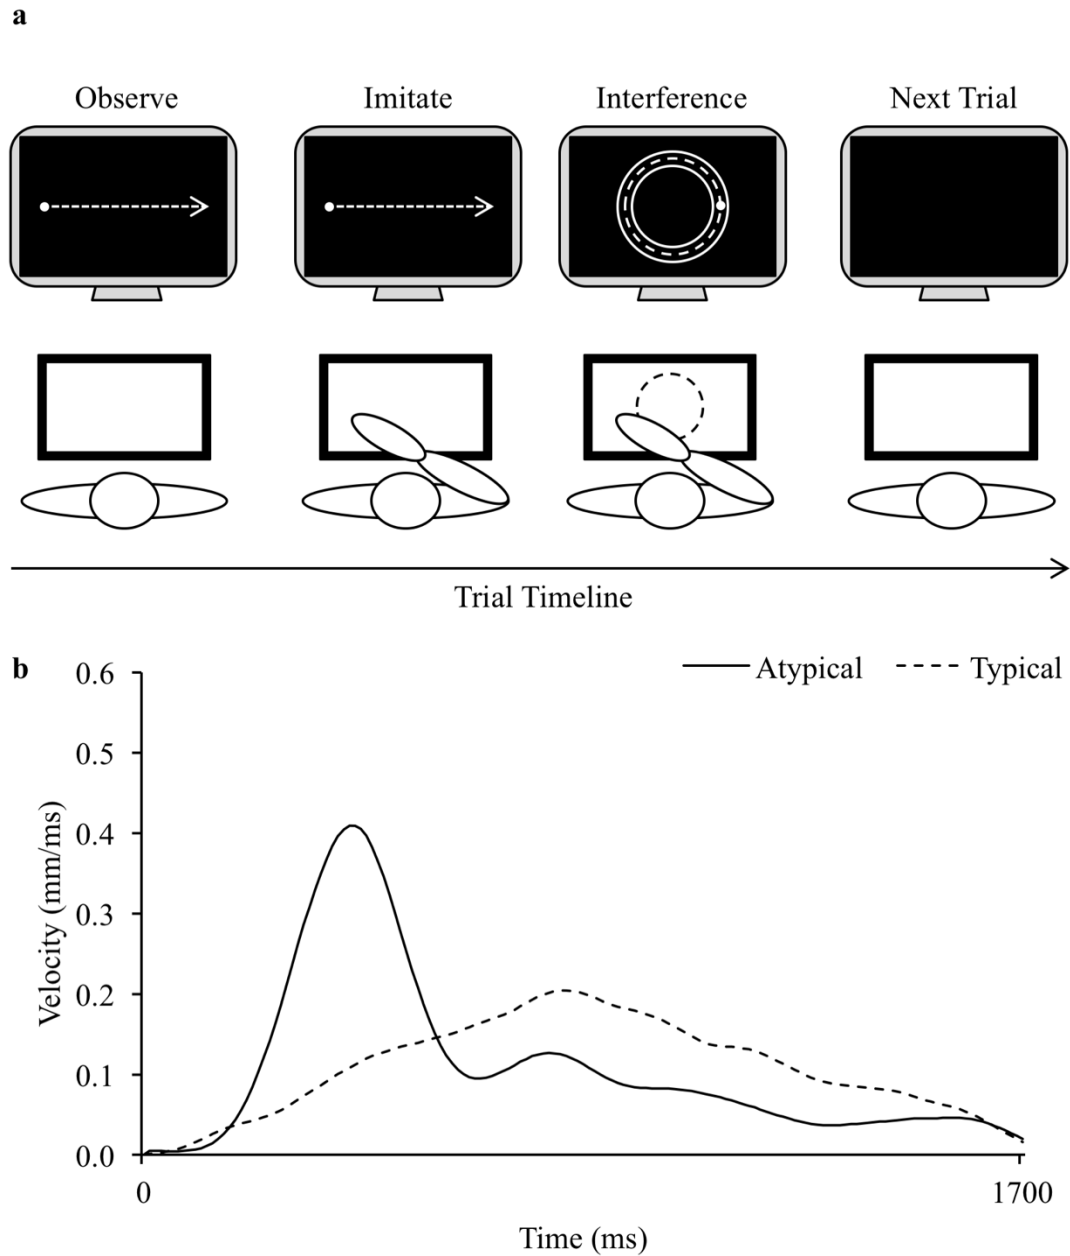 a
Observe Imitate Interference Next Trial
Trial Timeline
b
Atypical Typical
Velocity (mm/ms)
0.6
0.5
0.4
0.3
0.2
0.1
0.0
0 1700
Time (ms)